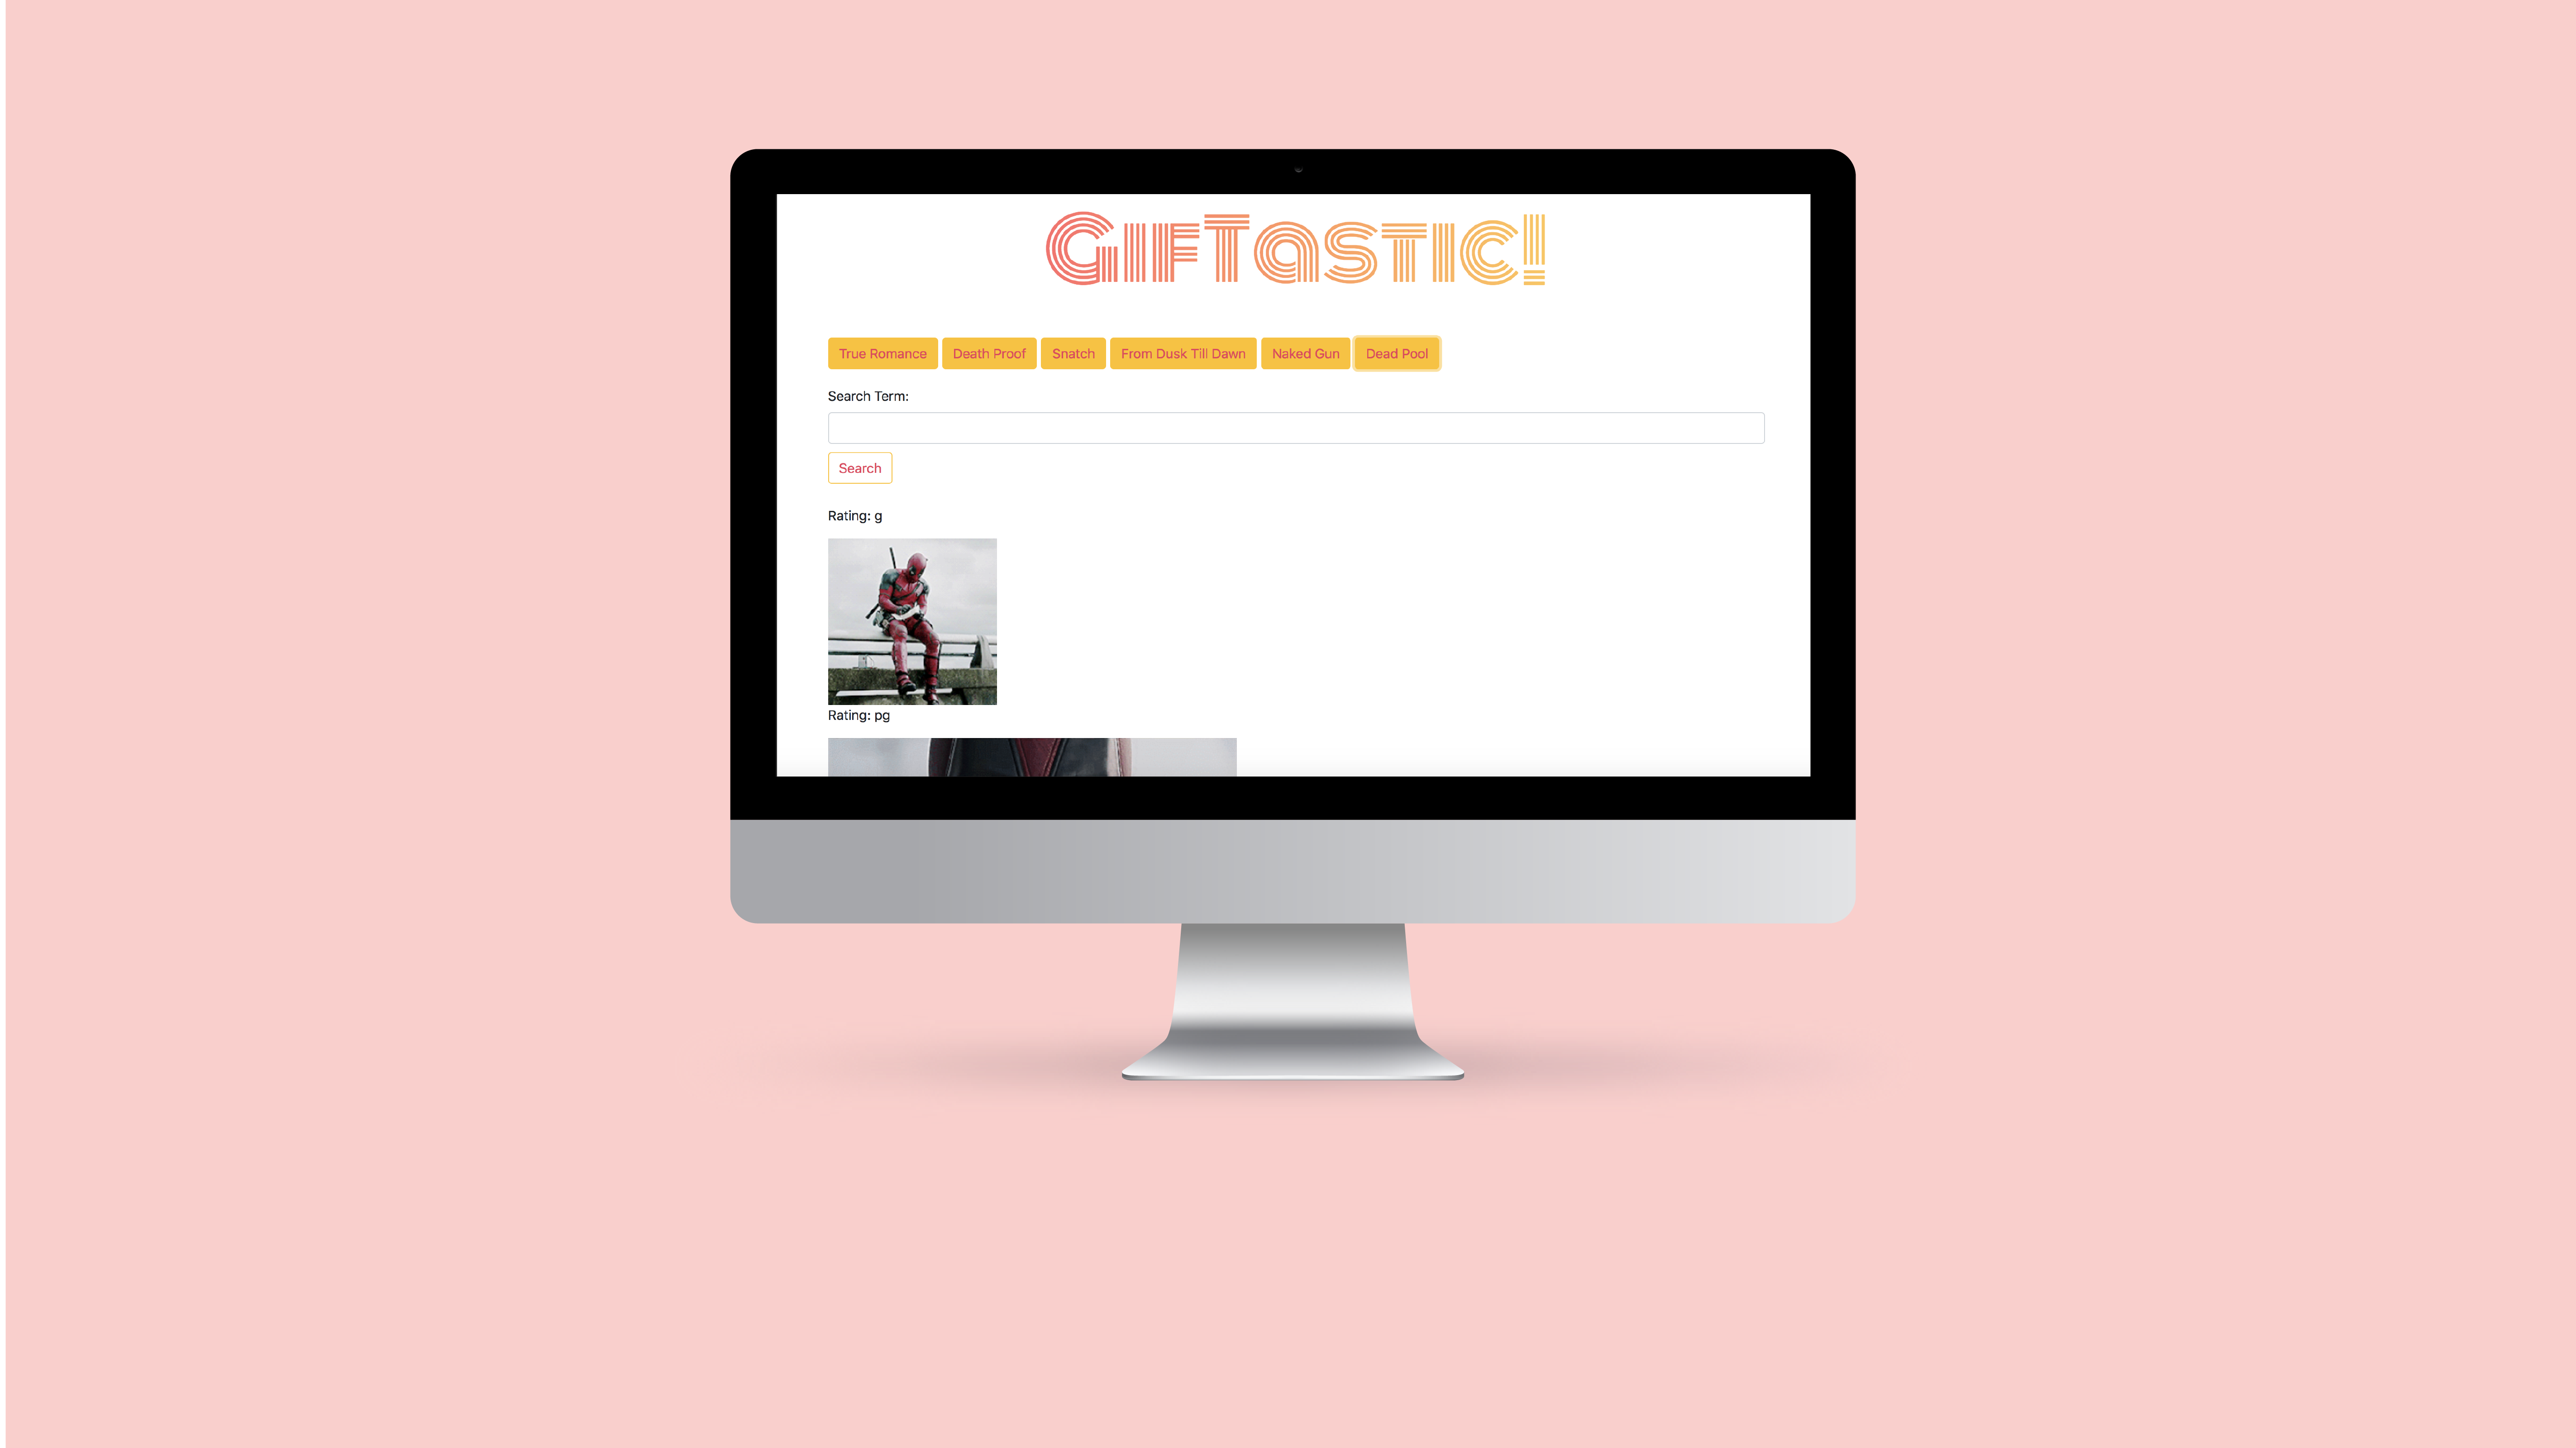 GifTastic!
True Romance Death Proof Snatch From Dusk Till Dawn Naked Gun Dead Pool
Search Term:
Search
Rating: g
Rating: pg